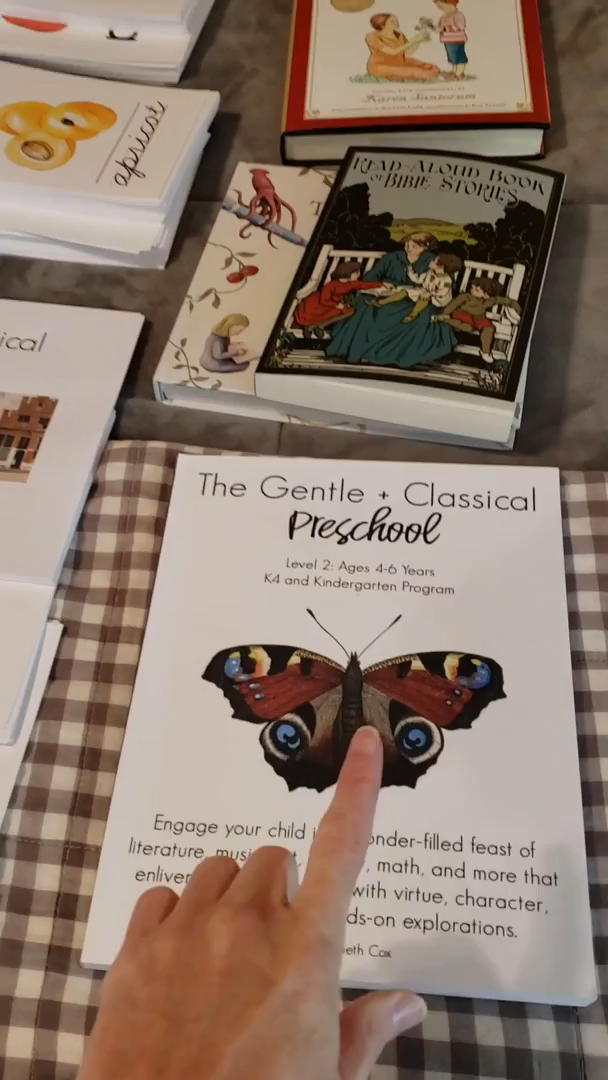 apricot
Karen Santorum
READ-ALOUD BOOK
OF BIBLE STORIES
T
ical
The Gentle + Classical
Preschool
Level 2: Ages 4-6 Years
K4 and Kindergarten Program
Engage your child onder-filled feast of
literature, musi , math, and more that
enliven with virtue, character,
ds-on explorations.
beth Cox